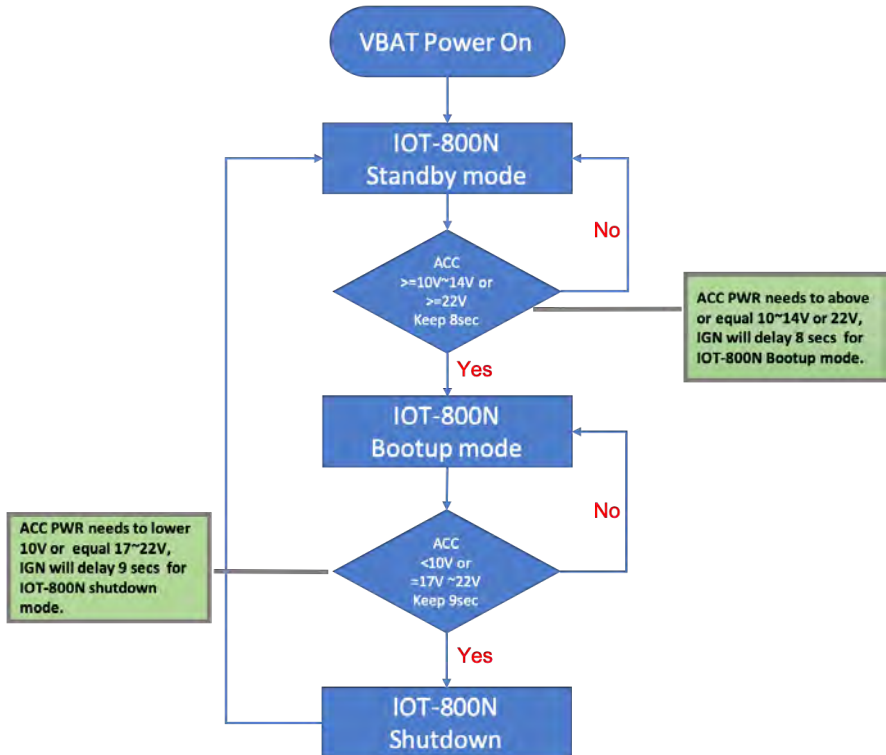 VBAT Power On
IOT-800N
Standby mode
No
ACC
>=10V~14V or
>=22V
Keep 8sec
ACC PWR needs to above
or equal 10~14V or 22V,
IGN will delay 8 secs for
IOT-800N Bootup mode.
Yes
IOT-800N
Bootup mode
No
ACC PWR needs to lower
10V or equal 17~22V,
IGN will delay 9 secs for
IOT-800N shutdown
mode.
ACC
<10V or
=17V ~22V
Keep 9sec
Yes
IOT-800N
Shutdown